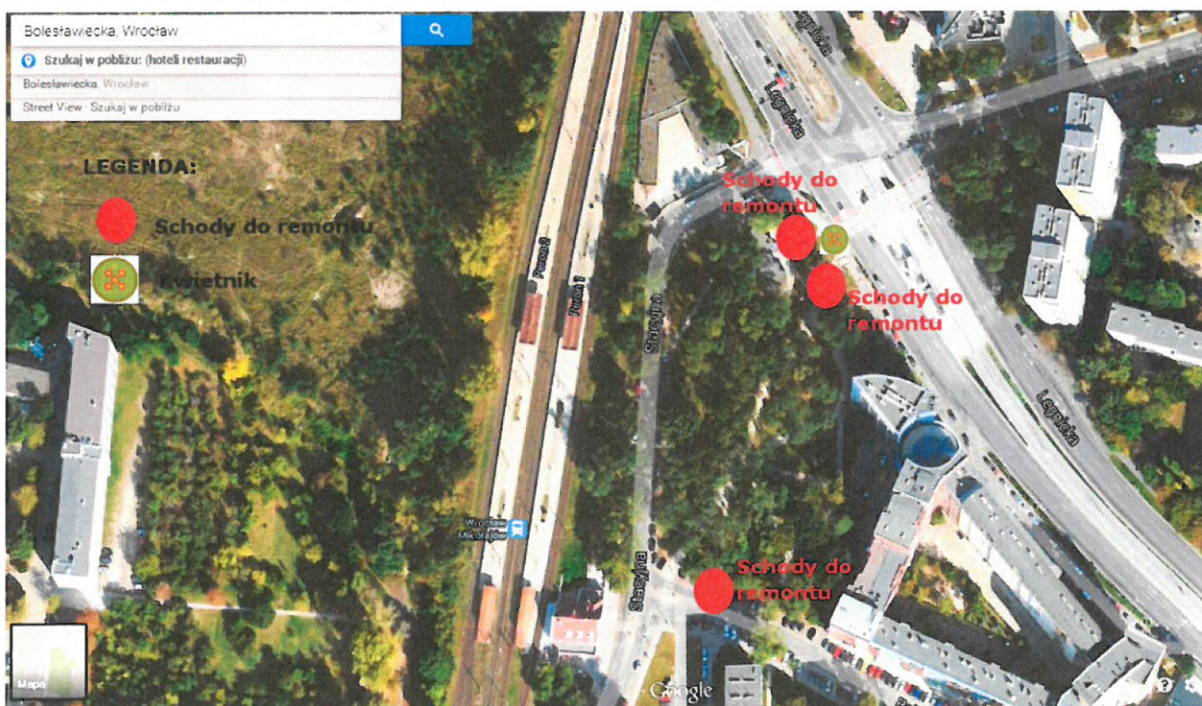 Bolesławiecka, Wrocław
Szukaj w pobliżu: (hoteli restauracji)
Bolesławiecka, Wrocław
Street View · Szukaj w pobliżu
LEGENDA:
Schody do remontu
Kwietnik
Legnicka
Legnicka
Schody do
remontu
Schody do
remontu
Peron 2
Peron 1
Stacyjna
Legnicka
Wrocław
Mikołajów
Stacyjna
Schody do
remontu
Mapa
Google